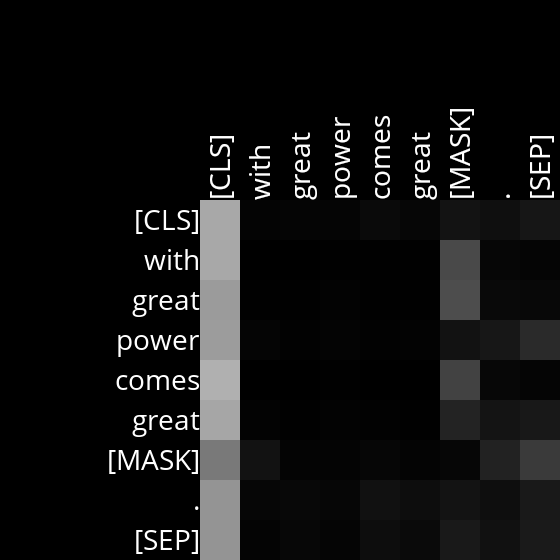 [CLS] with great power comes great [MASK] . [SEP]
[CLS]
with
great
power
comes
great
[MASK]
.
[SEP]